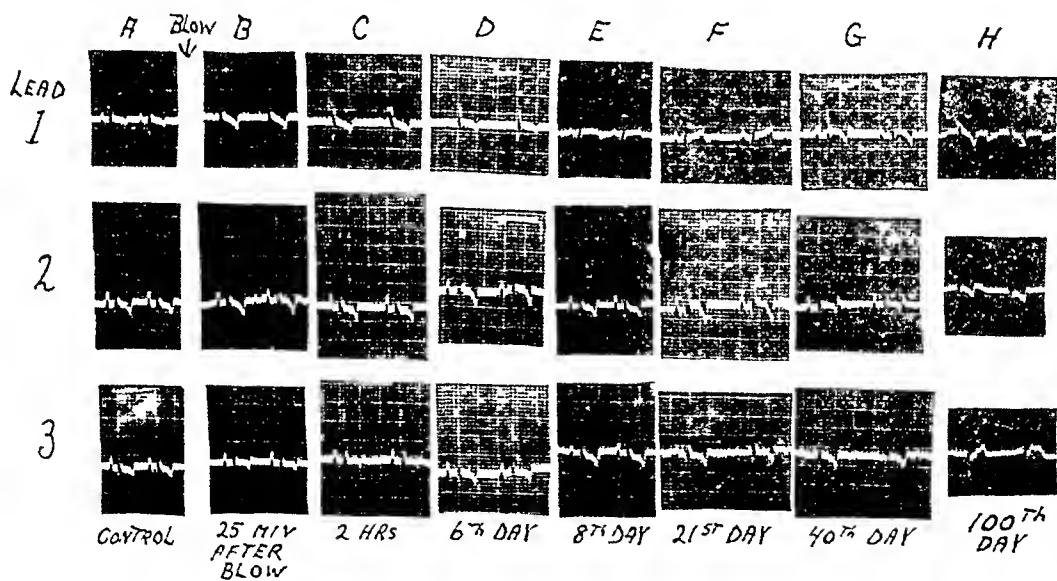 A BLOW B C D E F G H
LEAD
1
2
3
CONTROL 25 MIN AFTER BLOW 2 HRS 6TH DAY 8TH DAY 21ST DAY 40TH DAY 100TH DAY